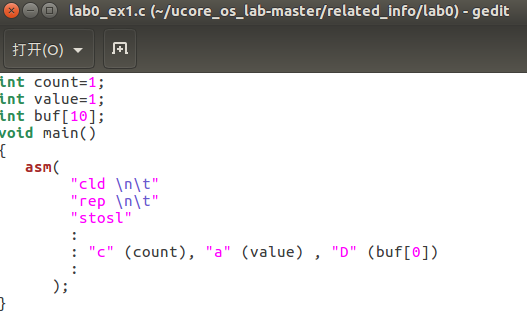 lab0_ex1.c (~/ucore_os_lab-master/related_info/lab0) - gedit
打开(O)
int count=1;
int value=1;
int buf[10];
void main()
{
   asm(
        "cld \n\t"
        "rep \n\t"
        "stosl"
        :
        : "c" (count), "a" (value) , "D" (buf[0])
        :
      );
}